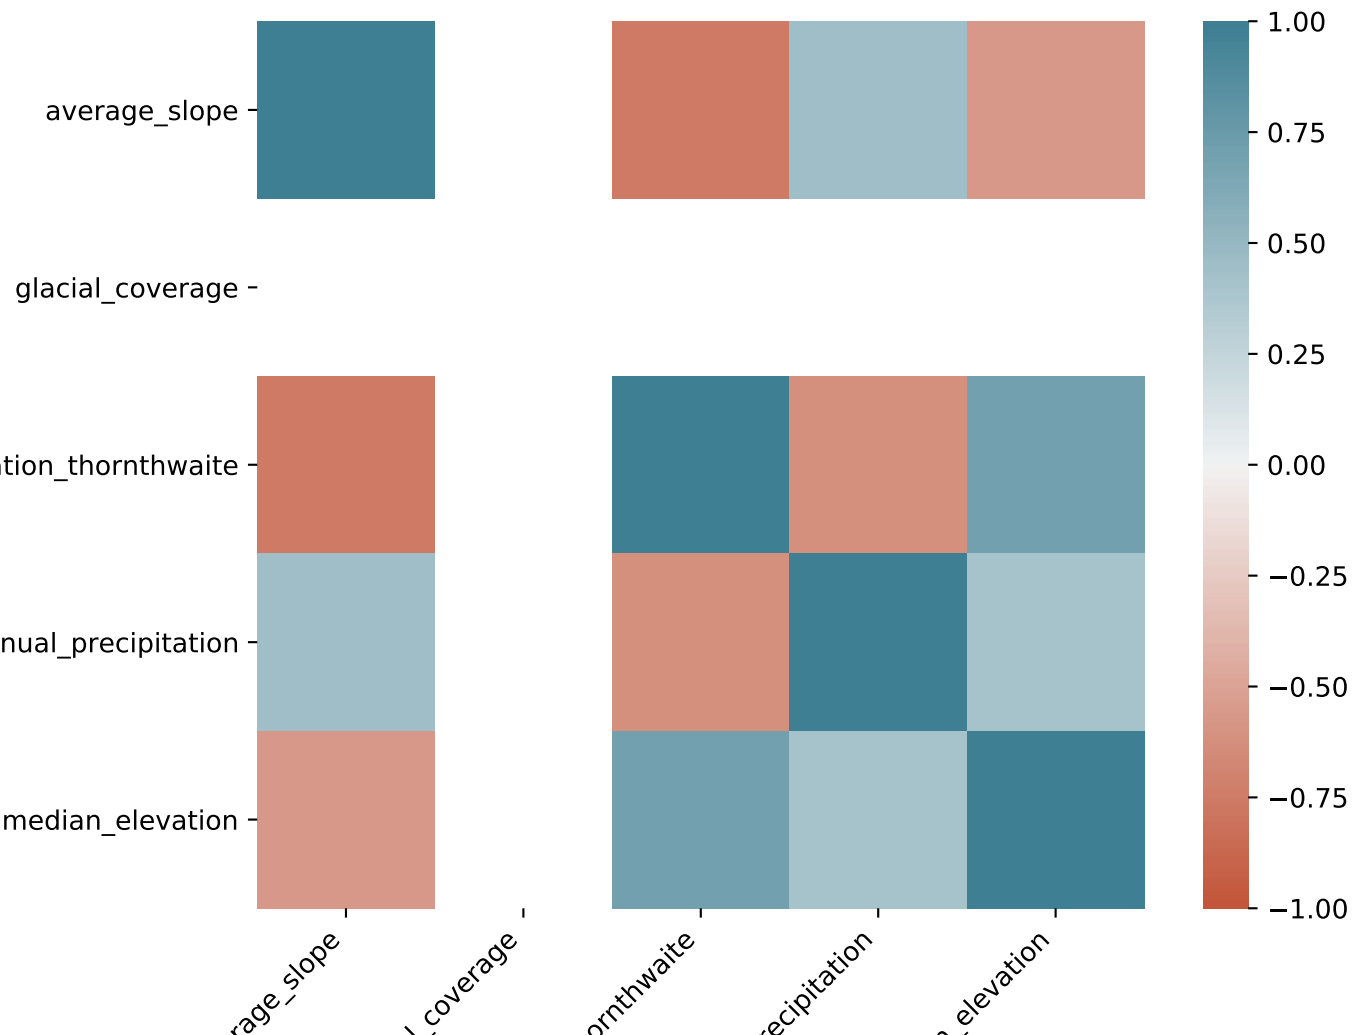 average_slope
glacial_coverage
tion_thornthwaite
nual_precipitation
median_elevation
rage_slope
l_coverage
ornthwaite
recipitation
_elevation
1.00
0.75
0.50
0.25
0.00
−0.25
−0.50
−0.75
−1.00